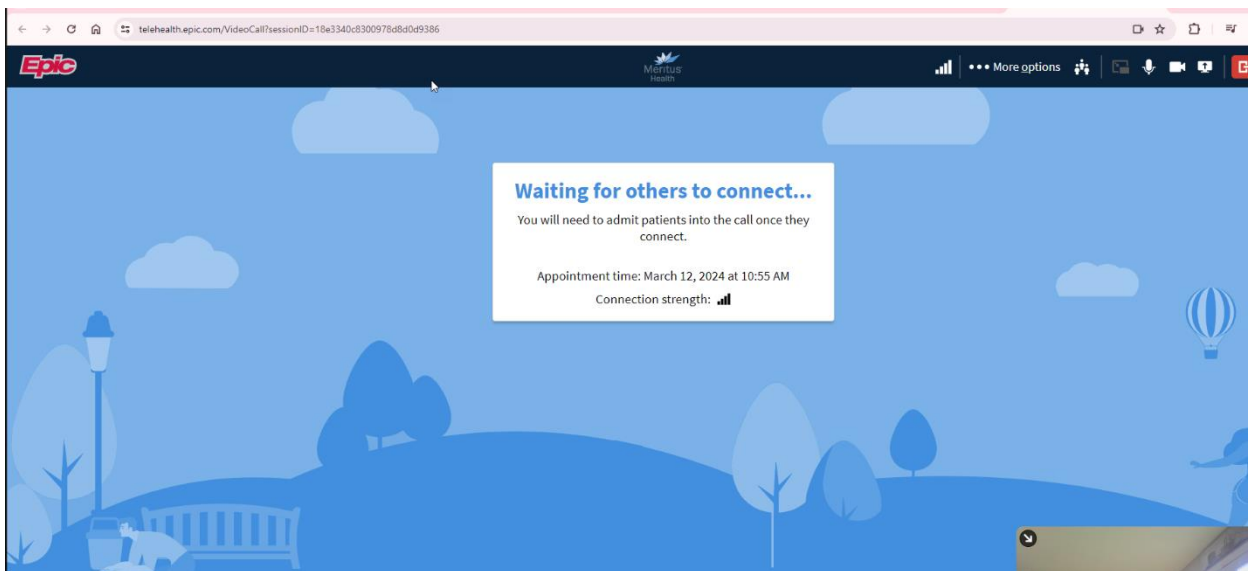 telehealth.epic.com/VideoCall?sessionID=18e3340c8300978d8d0d9386
Epic
Meritus
Health
More options
Waiting for others to connect...
You will need to admit patients into the call once they
connect.
Appointment time: March 12, 2024 at 10:55 AM
Connection strength: